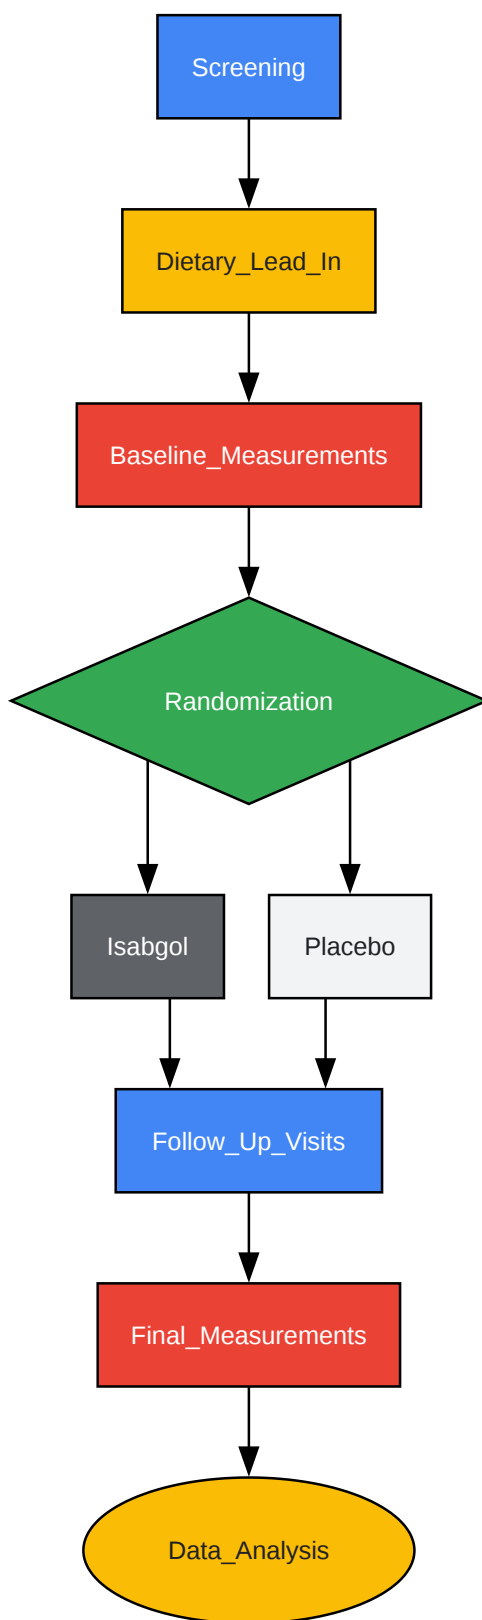 Screening
Dietary_Lead_In
Baseline_Measurements
Randomization
Isabgol
Placebo
Follow_Up_Visits
Final_Measurements
Data_Analysis